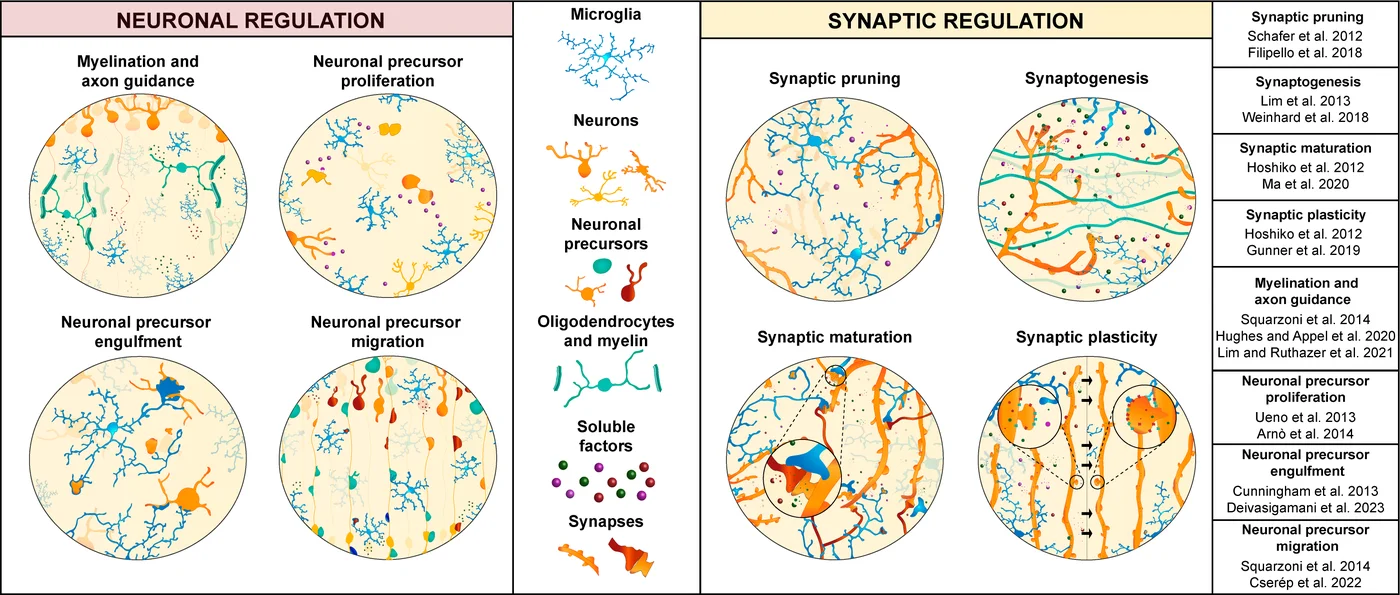 NEURONAL REGULATION
Myelination and
axon guidance
Neuronal precursor
proliferation
Neuronal precursor
engulfment
Neuronal precursor
migration
Microglia
Neurons
Neuronal
precursors
Oligodendrocytes
and myelin
Soluble
factors
Synapses
SYNAPTIC REGULATION
Synaptic pruning
Synaptogenesis
Synaptic maturation
Synaptic plasticity
Synaptic pruning
Schafer et al. 2012
Filipello et al. 2018
Synaptogenesis
Lim et al. 2013
Weinhard et al. 2018
Synaptic maturation
Hoshiko et al. 2012
Ma et al. 2020
Synaptic plasticity
Hoshiko et al. 2012
Gunner et al. 2019
Myelination and
axon guidance
Squarzoni et al. 2014
Hughes and Appel et al. 2020
Lim and Ruthazer et al. 2021
Neuronal precursor
proliferation
Ueno et al. 2013
Arnò et al. 2014
Neuronal precursor
engulfment
Cunningham et al. 2013
Deivasigamani et al. 2023
Neuronal precursor
migration
Squarzoni et al. 2014
Cserép et al. 2022